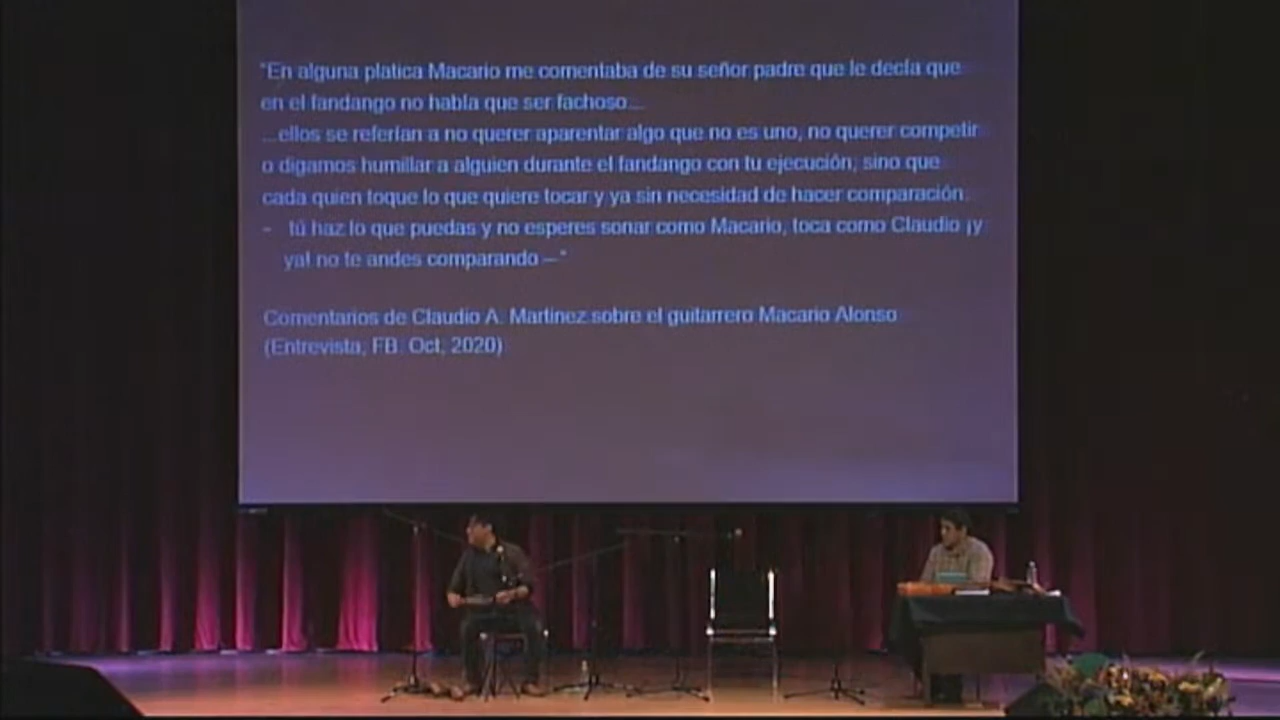 "En alguna platica Macario me comentaba de su señor padre que le decía que
en el fandango no había que ser fachoso...
...ellos se referían a no querer aparentar algo que no es uno, no querer competir
o digamos humillar a alguien durante el fandango con tu ejecución, sino que
cada quien toque lo que quiere tocar y ya sin necesidad de hacer comparación.
- tú haz lo que puedas y no esperes sonar como Macario, toca como Claudio ¡y
ya! no te andes comparando –"
Comentarios de Claudio A. Martínez sobre el guitarrero Macario Alonso
(Entrevista, FB. Oct, 2020)